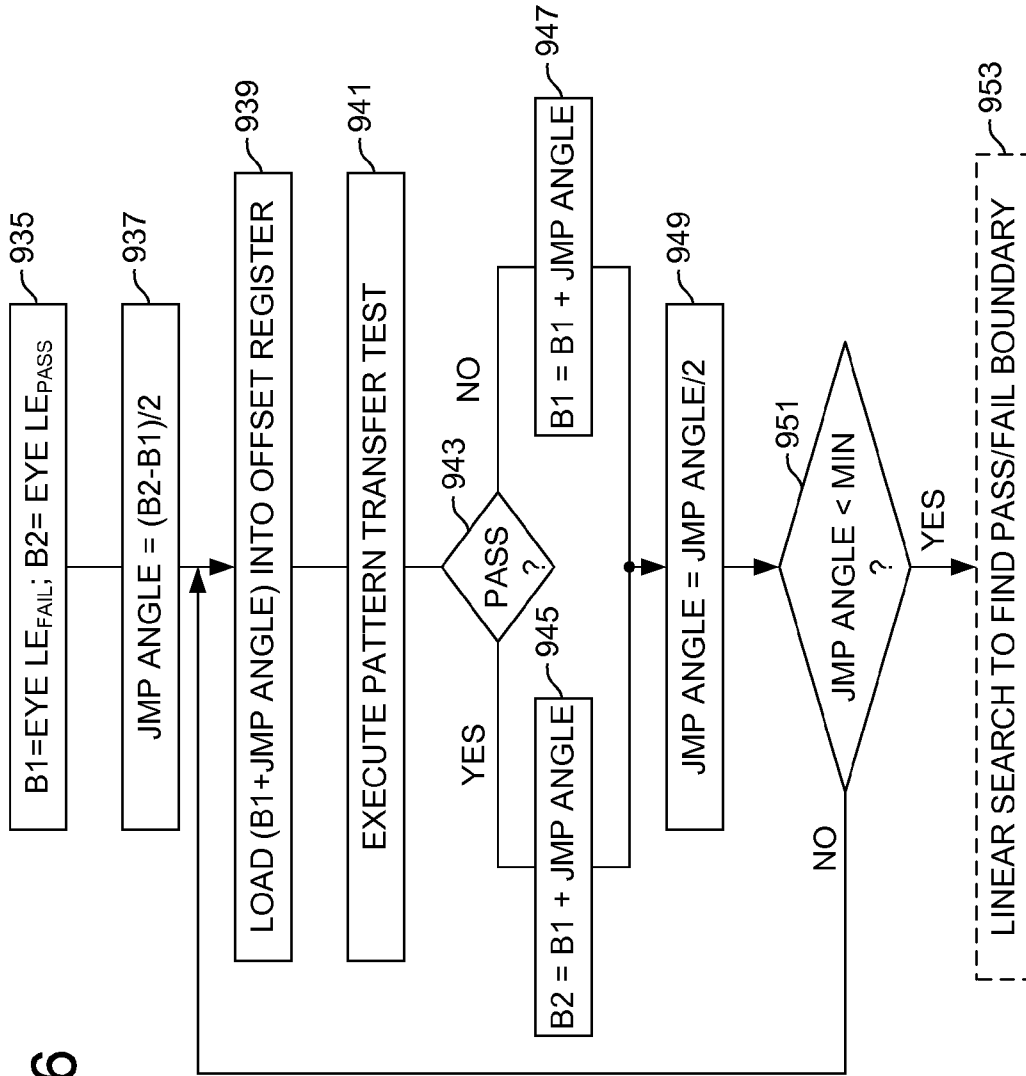 B1=EYE LE_FAIL; B2= EYE LE_PASS
935
JMP ANGLE = (B2-B1)/2
937
LOAD (B1+JMP ANGLE) INTO OFFSET REGISTER
939
EXECUTE PATTERN TRANSFER TEST
941
PASS
?
943
YES
NO
B2 = B1 + JMP ANGLE
945
B1 = B1 + JMP ANGLE
947
JMP ANGLE = JMP ANGLE/2
949
JMP ANGLE < MIN
?
951
NO
YES
LINEAR SEARCH TO FIND PASS/FAIL BOUNDARY
953
6